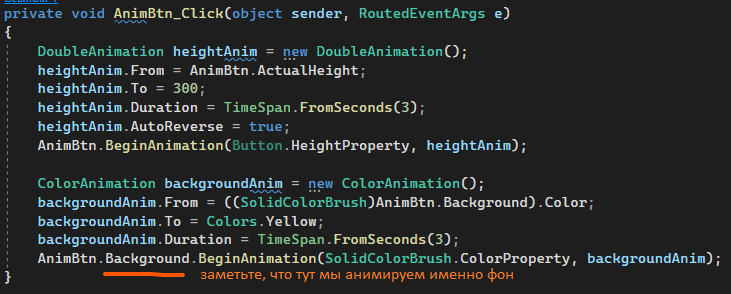 private void AnimBtn_Click(object sender, RoutedEventArgs e)
{
DoubleAnimation heightAnim = new DoubleAnimation();
heightAnim.From = AnimBtn.ActualHeight;
heightAnim.To = 300;
heightAnim.Duration = TimeSpan.FromSeconds(3);
heightAnim.AutoReverse = true;
AnimBtn.BeginAnimation(Button.HeightProperty, heightAnim);
ColorAnimation backgroundAnim = new ColorAnimation();
backgroundAnim.From = ((SolidColorBrush)AnimBtn.Background).Color;
backgroundAnim.To = Colors.Yellow;
backgroundAnim.Duration = TimeSpan.FromSeconds(3);
AnimBtn.Background.BeginAnimation(SolidColorBrush.ColorProperty, backgroundAnim);
} заметьте, что тут мы анимируем именно фон